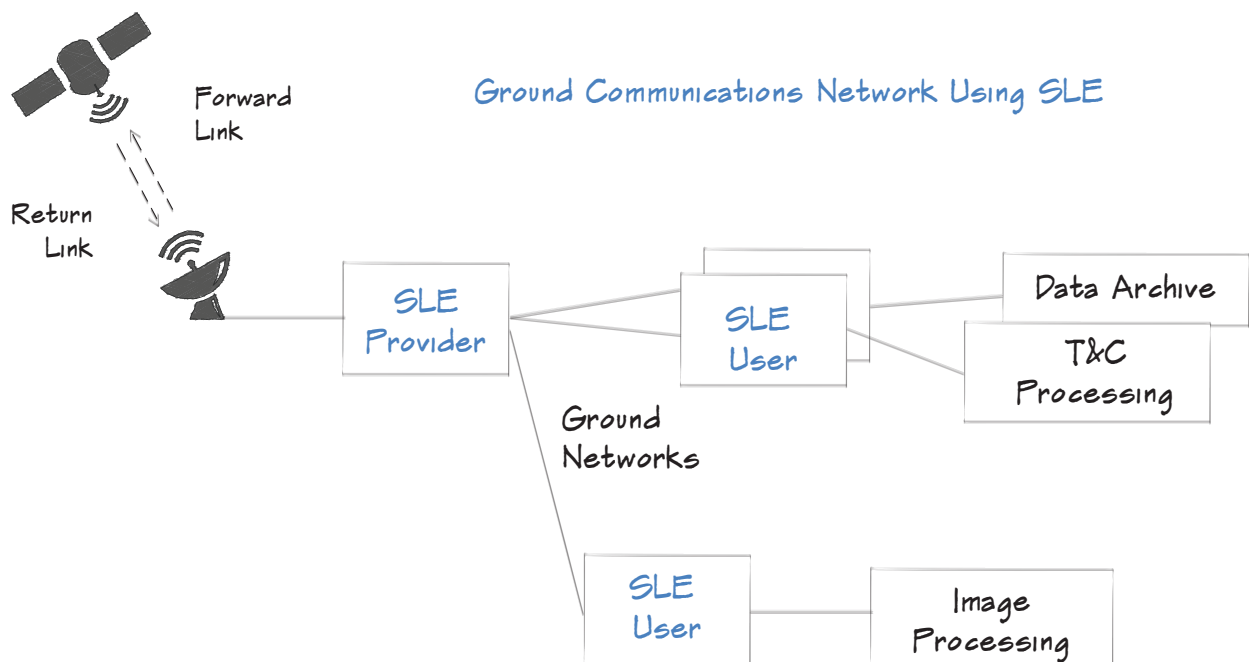 Ground Communications Network Using SLE
Forward
Link
Return
Link
SLE
Provider
SLE
User
Data Archive
T&C
Processing
Ground
Networks
SLE
User
Image
Processing